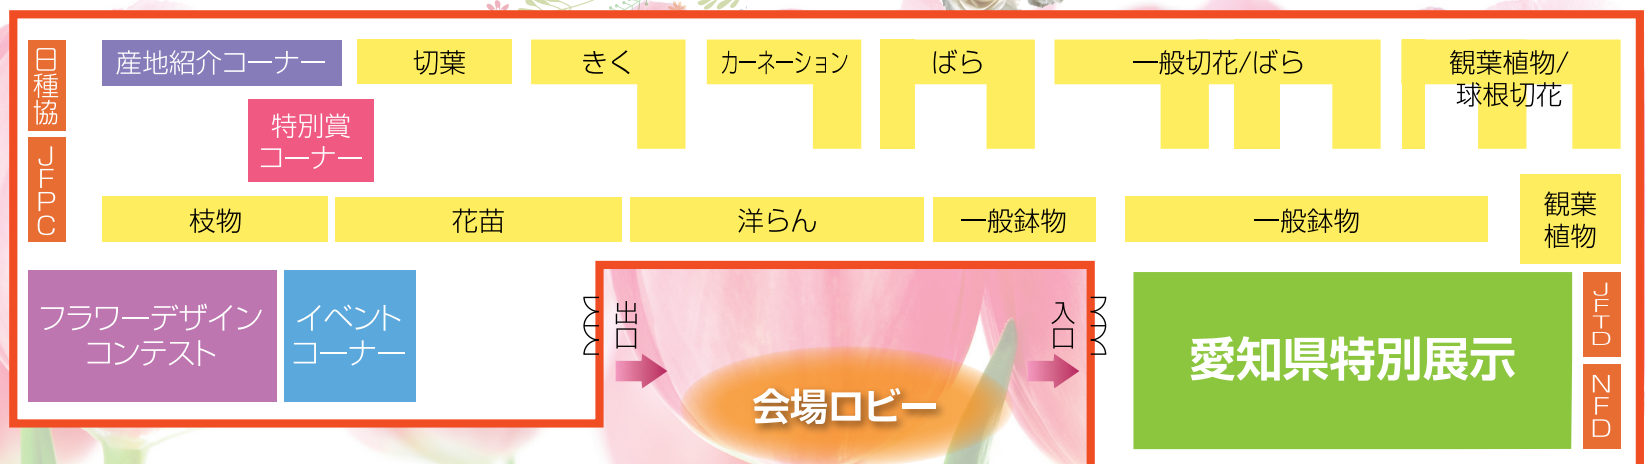 日種協
産地紹介コーナー
切葉
きく
カーネーション
ばら
一般切花/ばら
観葉植物/
球根切花
特別賞
コーナー
JFPC
枝物
花苗
洋らん
一般鉢物
一般鉢物
観葉
植物
フラワーデザイン
コンテスト
イベント
コーナー
出口
入口
会場ロビー
愛知県特別展示
JFTD
NFD